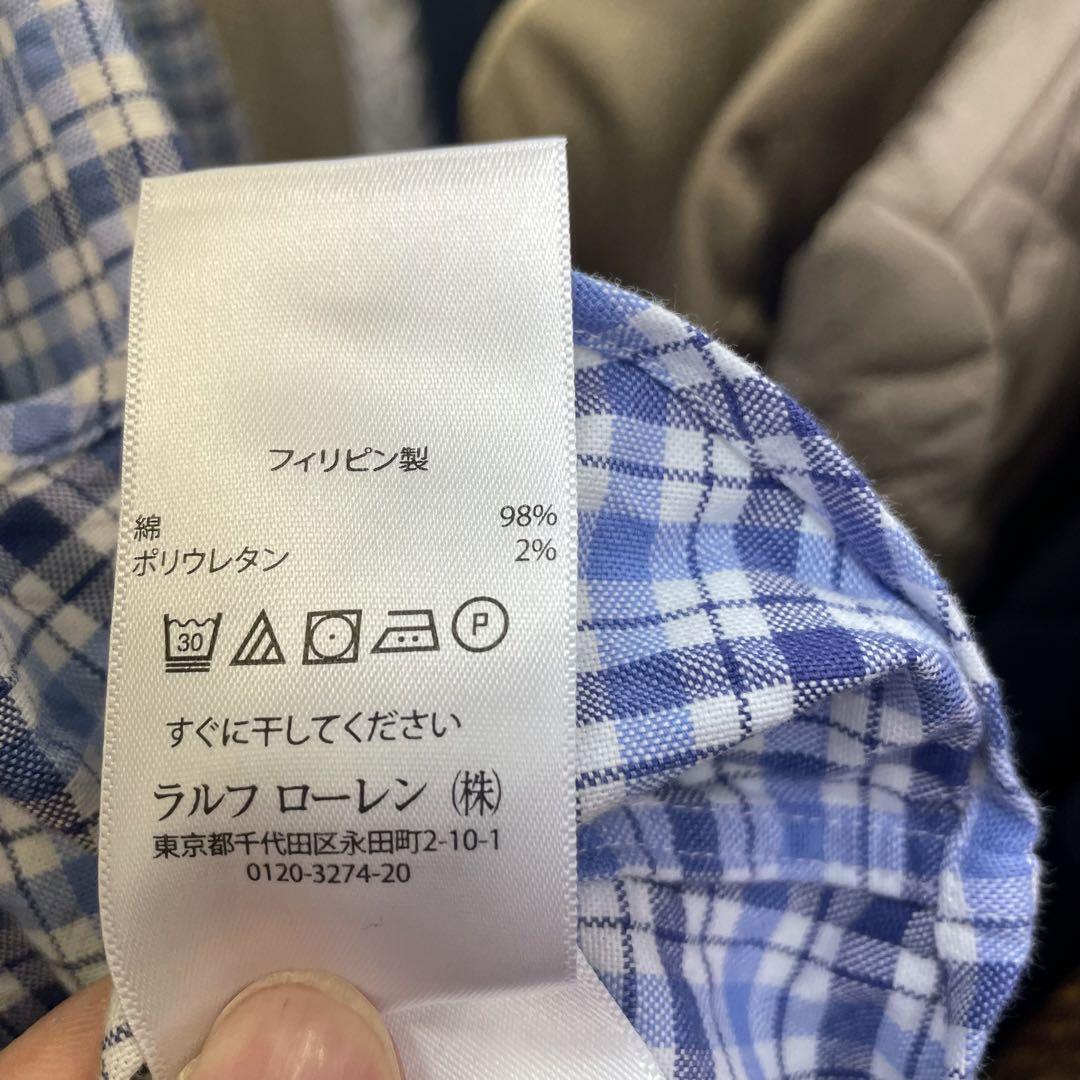 フィリピン製
綿 98%
ポリウレタン 2%
30 P
すぐに干してください
ラルフ ローレン (株)
東京都千代田区永田町2-10-1
0120-3274-20